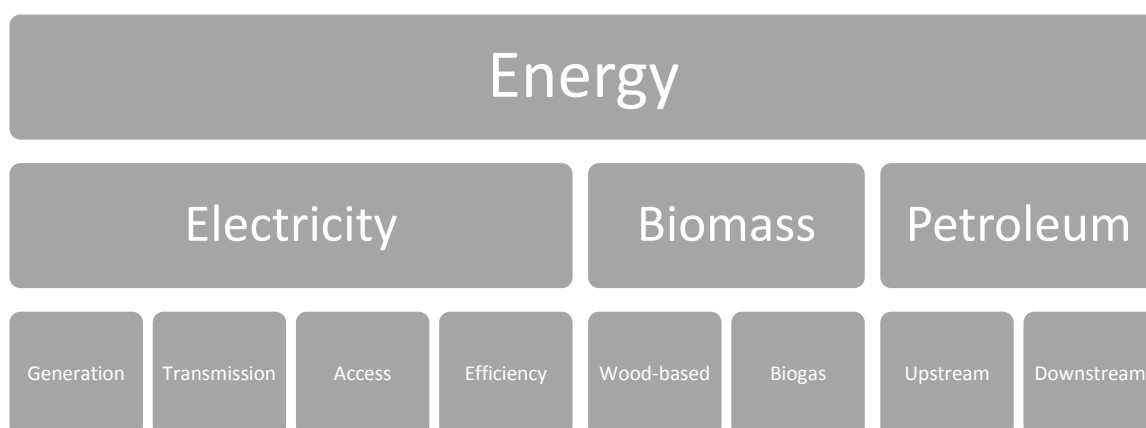 Energy
Electricity Biomass Petroleum
Generation Transmission Access Efficiency Wood-based Biogas Upstream Downstream